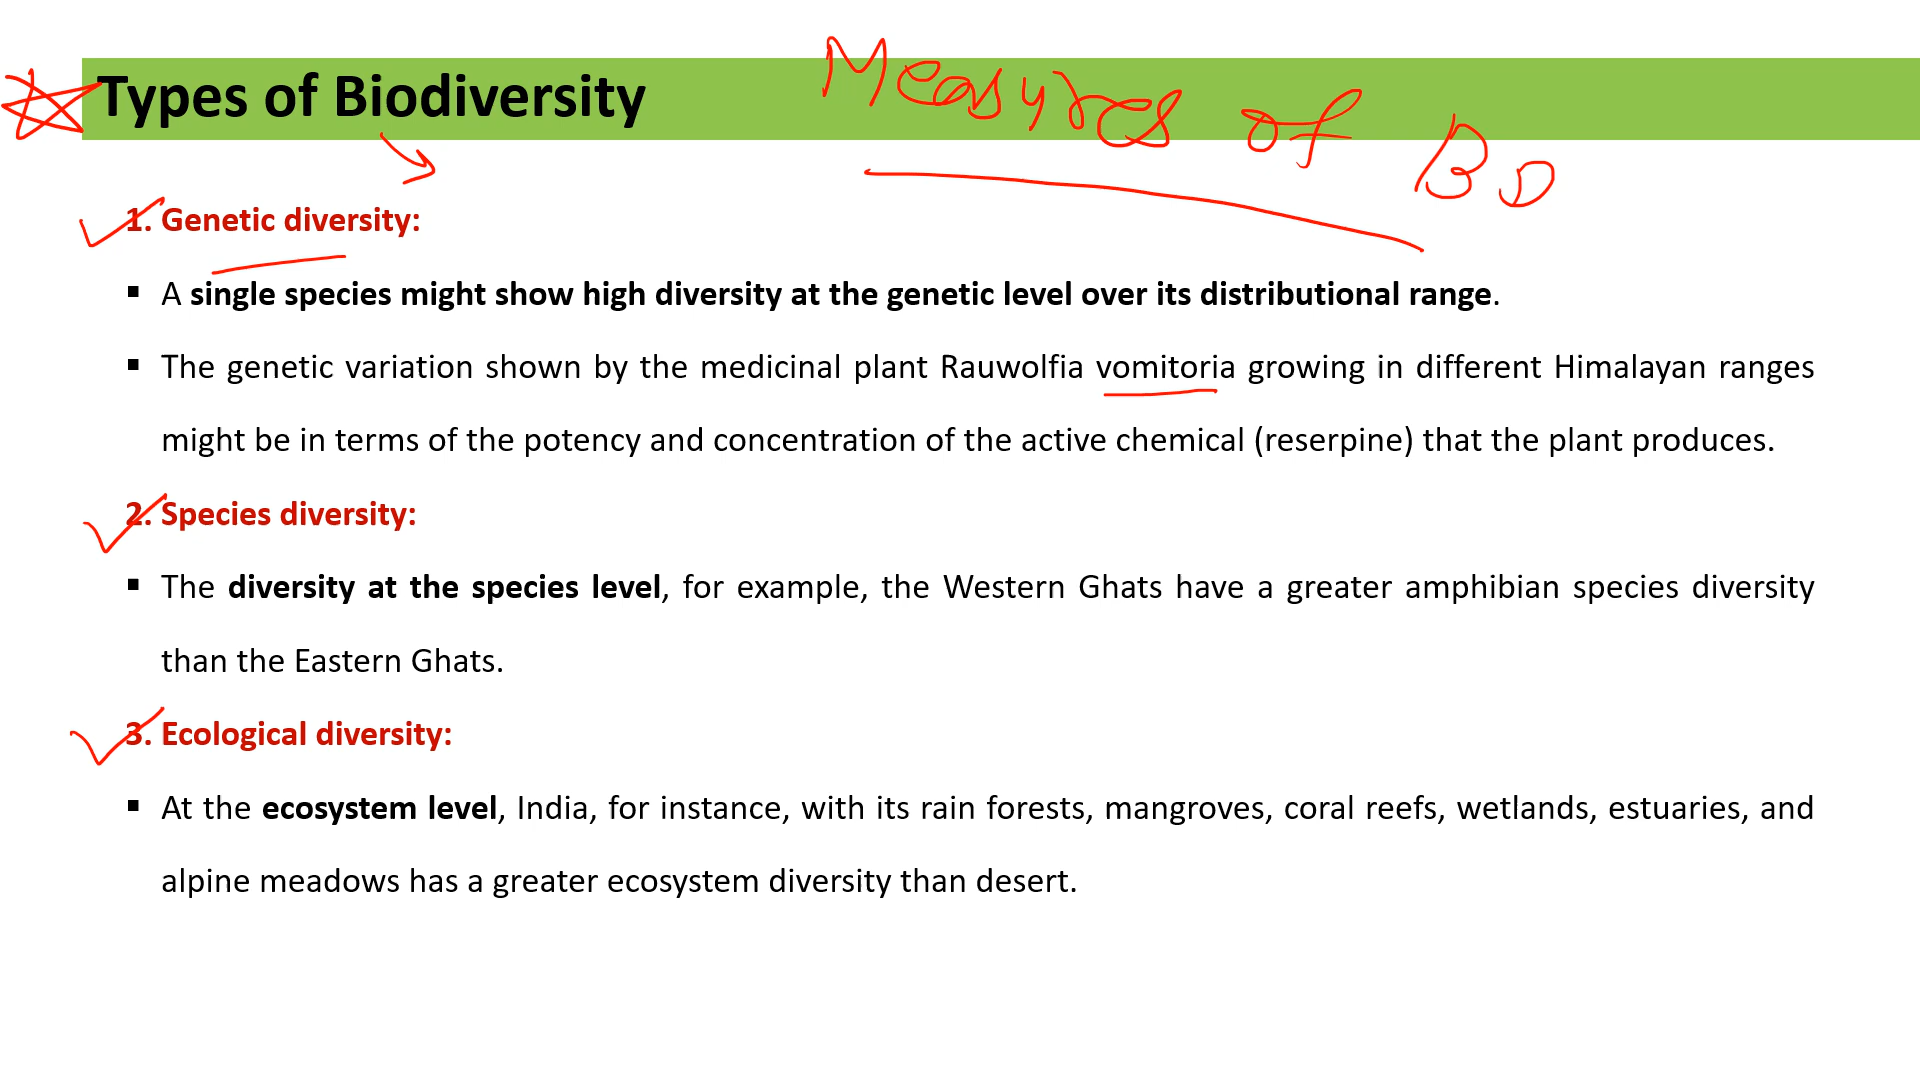 Types of Biodiversity
Measures of BD
1. Genetic diversity:
▪ A single species might show high diversity at the genetic level over its distributional range.
▪ The genetic variation shown by the medicinal plant Rauwolfia vomitoria growing in different Himalayan ranges
might be in terms of the potency and concentration of the active chemical (reserpine) that the plant produces.
2. Species diversity:
▪ The diversity at the species level, for example, the Western Ghats have a greater amphibian species diversity
than the Eastern Ghats.
3. Ecological diversity:
▪ At the ecosystem level, India, for instance, with its rain forests, mangroves, coral reefs, wetlands, estuaries, and
alpine meadows has a greater ecosystem diversity than desert.